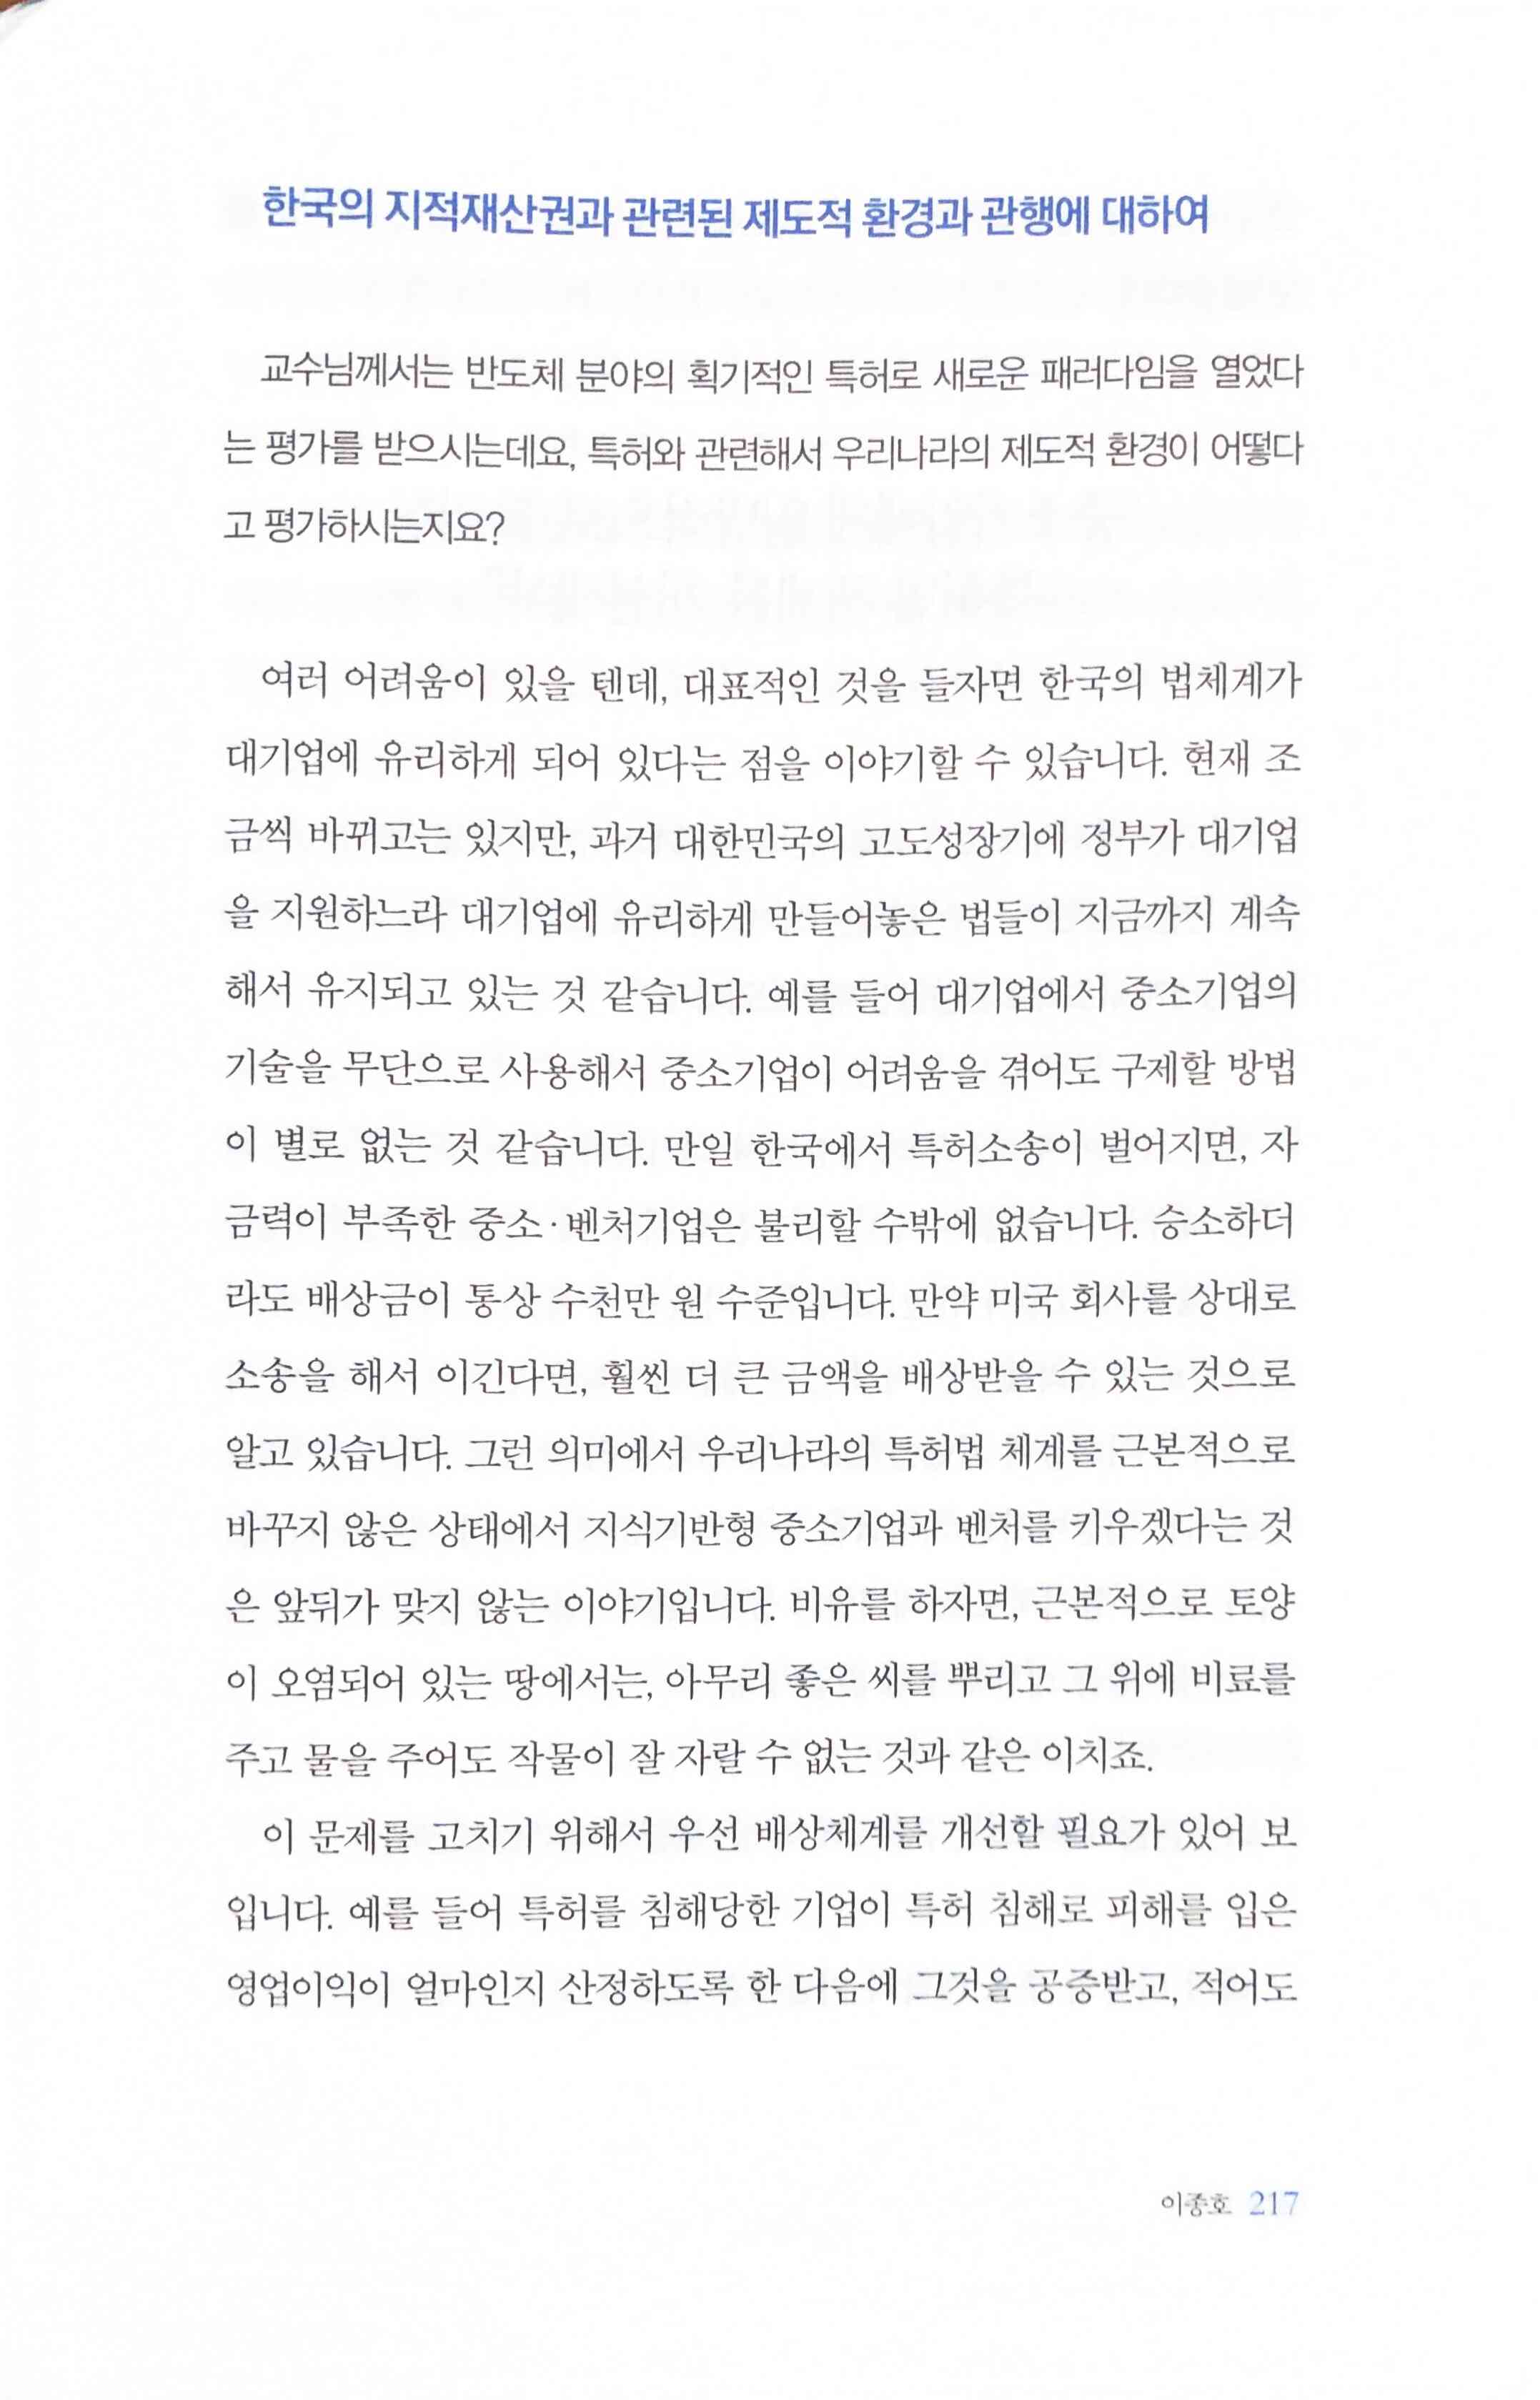 한국의 지적재산권과 관련된 제도적 환경과 관행에 대하여
교수님께서는 반도체 분야의 획기적인 특허로 새로운 패러다임을 열었다
는 평가를 받으시는데요, 특허와 관련해서 우리나라의 제도적 환경이 어떻다
고 평가하시는지요?
여러 어려움이 있을 텐데, 대표적인 것을 들자면 한국의 법체계가
대기업에 유리하게 되어 있다는 점을 이야기할 수 있습니다. 현재 조
금씩 바뀌고는 있지만, 과거 대한민국의 고도성장기에 정부가 대기업
을 지원하느라 대기업에 유리하게 만들어놓은 법들이 지금까지 계속
해서 유지되고 있는 것 같습니다. 예를 들어 대기업에서 중소기업의
기술을 무단으로 사용해서 중소기업이 어려움을 겪어도 구제할 방법
이 별로 없는 것 같습니다. 만일 한국에서 특허소송이 벌어지면, 자
금력이 부족한 중소·벤처기업은 불리할 수밖에 없습니다. 승소하더
라도 배상금이 통상 수천만 원 수준입니다. 만약 미국 회사를 상대로
소송을 해서 이긴다면, 훨씬 더 큰 금액을 배상받을 수 있는 것으로
알고 있습니다. 그런 의미에서 우리나라의 특허법 체계를 근본적으로
바꾸지 않은 상태에서 지식기반형 중소기업과 벤처를 키우겠다는 것
은 앞뒤가 맞지 않는 이야기입니다. 비유를 하자면, 근본적으로 토양
이 오염되어 있는 땅에서는, 아무리 좋은 씨를 뿌리고 그 위에 비료를
주고 물을 주어도 작물이 잘 자랄 수 없는 것과 같은 이치죠.
이 문제를 고치기 위해서 우선 배상체계를 개선할 필요가 있어 보
입니다. 예를 들어 특허를 침해당한 기업이 특허 침해로 피해를 입은
영업이익이 얼마인지 산정하도록 한 다음에 그것을 공증받고, 적어도
이종호 217